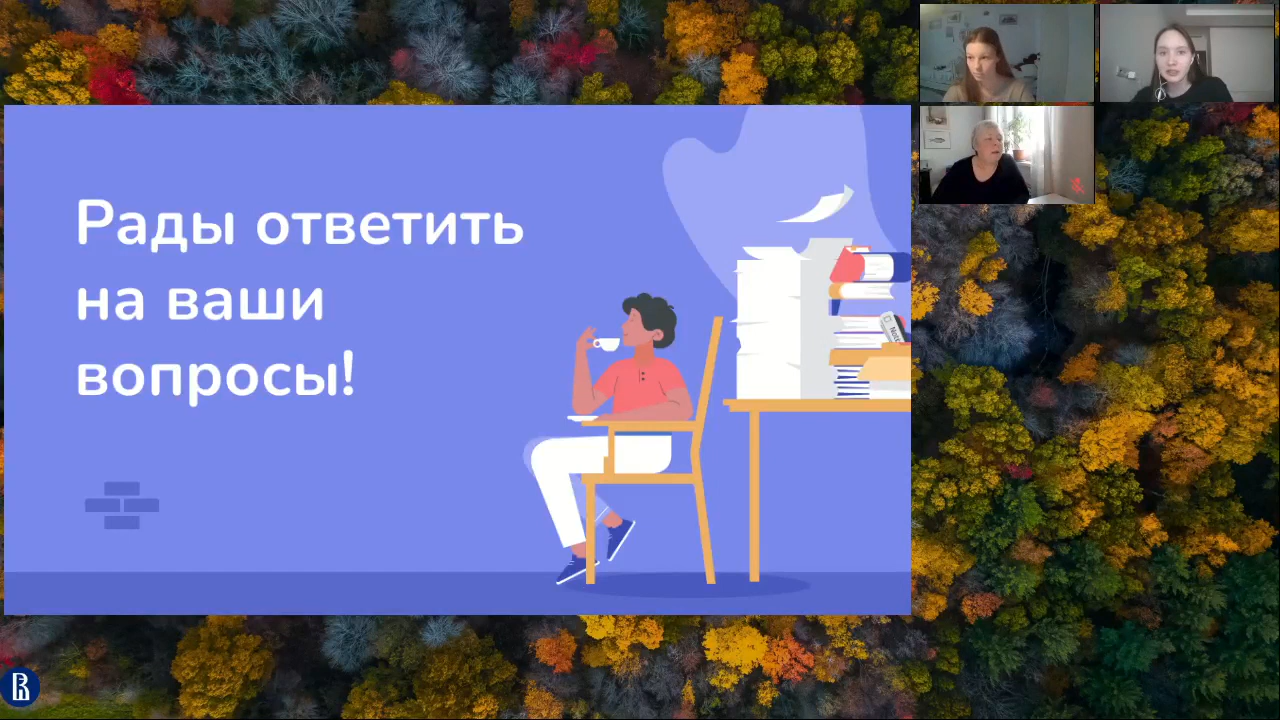 Рады ответить
на ваши
вопросы!